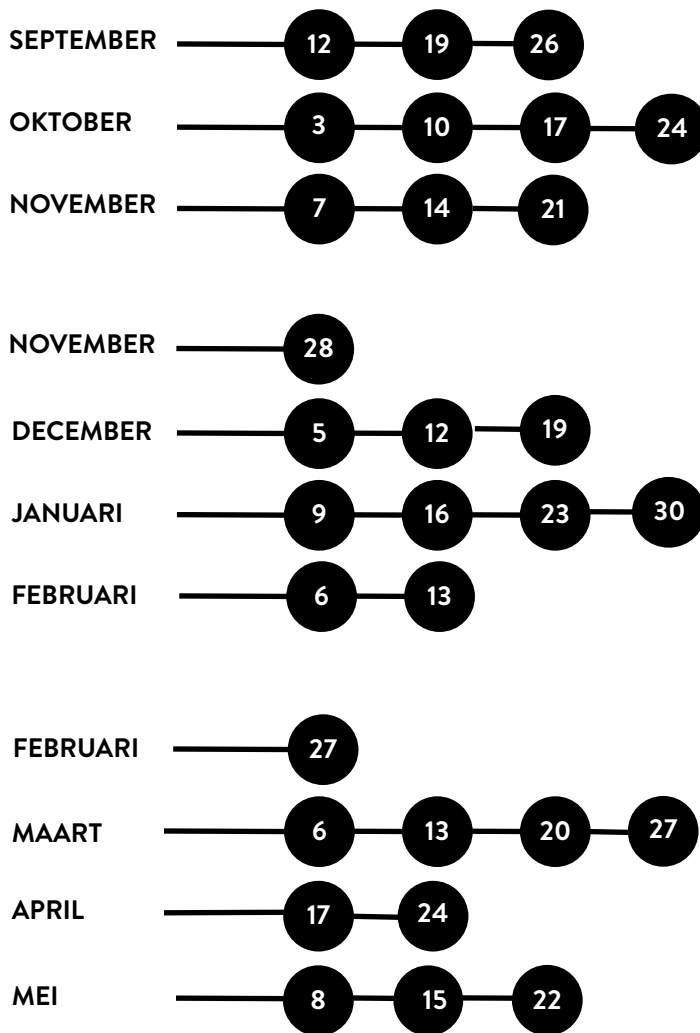 SEPTEMBER 12 19 26
OKTOBER 3 10 17 24
NOVEMBER 7 14 21
NOVEMBER 28
DECEMBER 5 12 19
JANUARI 9 16 23 30
FEBRUARI 6 13
FEBRUARI 27
MAART 6 13 20 27
APRIL 17 24
MEI 8 15 22